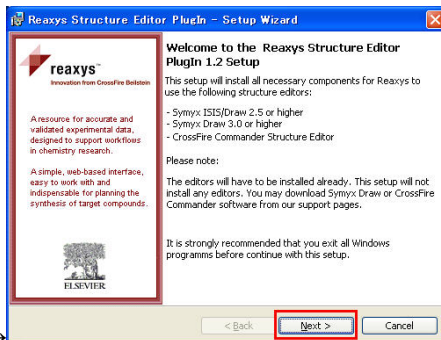 Reaxys Structure Editor PlugIn - Setup Wizard
reaxys™
Innovation from CrossFire Beilstein
A resource for accurate and
validated experimental data,
designed to support workflows
in chemistry research.
A simple, web-based interface,
easy to work with and
indispensable for planning the
synthesis of target compounds.
ELSEVIER
Welcome to the Reaxys Structure Editor
PlugIn 1.2 Setup
This setup will install all necessary components for Reaxys to
use the following structure editors:
- Symyx ISIS/Draw 2.5 or higher
- Symyx Draw 3.0 or higher
- CrossFire Commander Structure Editor
Please note:
The editors will have to be installed already. This setup will not
install any editors. You may download Symyx Draw or CrossFire
Commander software from our support pages.
It is strongly recommended that you exit all Windows
programms before continue with this setup.
< Back
Next >
Cancel